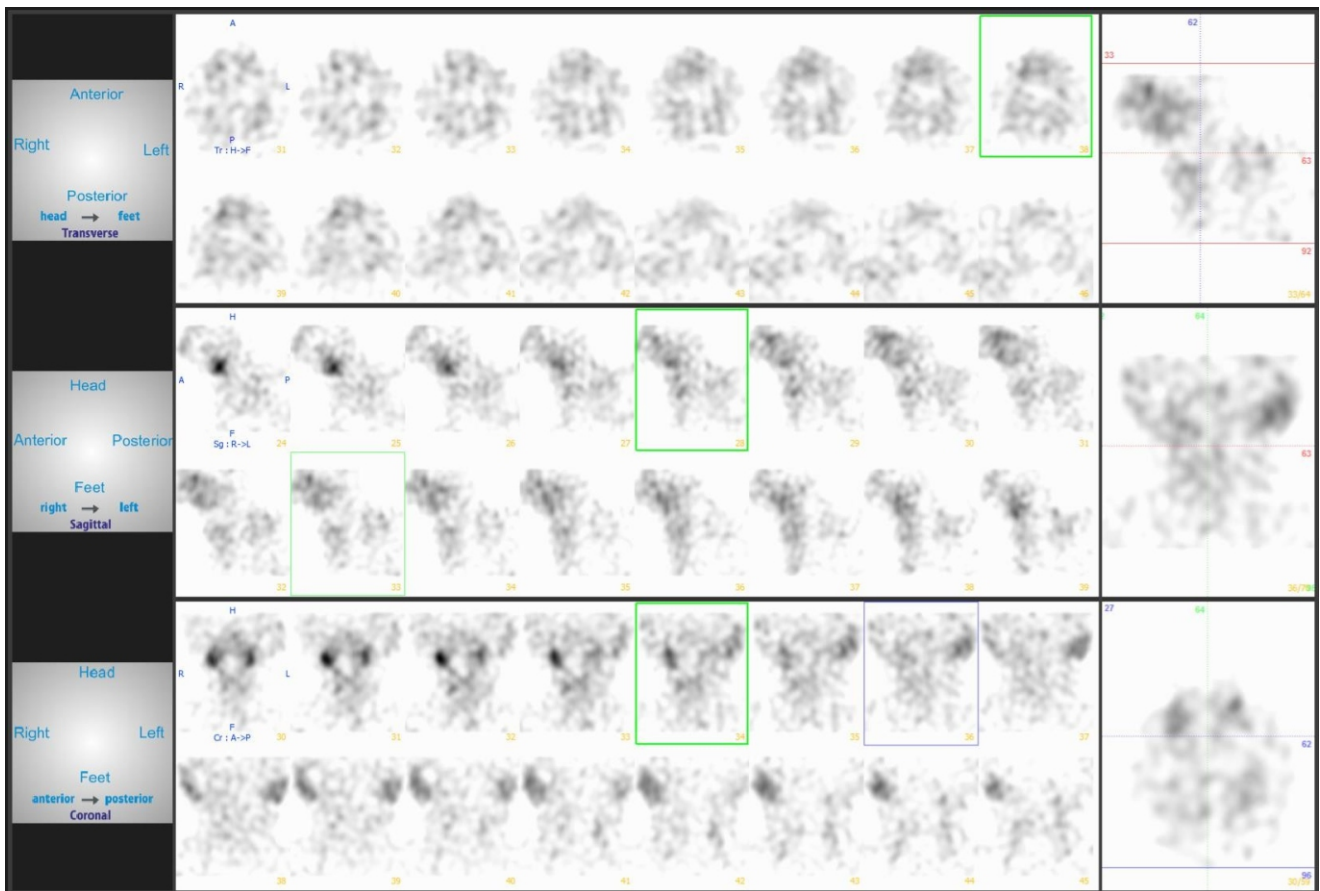 Anterior
Right Left
Posterior
head → feet
Transverse
A
R L
P
Tr : H->F
31 32 33 34 35 36 37 38
39 40 41 42 43 44 45 46
62
33
63
92
33/64
Head
Anterior Posterior
Feet
right → left
Sagittal
H
A P
F
Sg : R->L
24 25 26 27 28 29 30 31
32 33 34 35 36 37 38 39
64
63
Head
Right Left
Feet
anterior → posterior
Coronal
H
R L
F
Cr : A->P
30 31 32 33 34 35 36 37
38 39 40 41 42 43 44 45
27 64
62
96